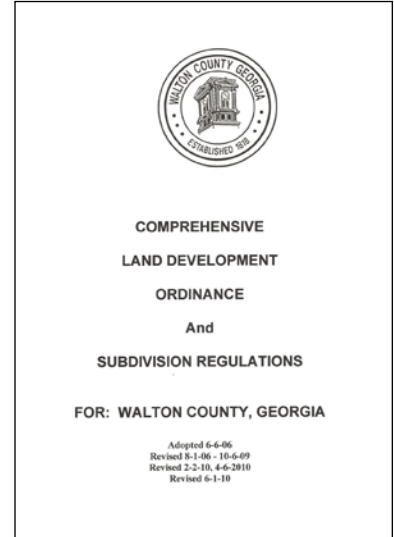 WALTON COUNTY GEORGIA
ESTABLISHED 1818
COMPREHENSIVE
LAND DEVELOPMENT
ORDINANCE
And
SUBDIVISION REGULATIONS
FOR: WALTON COUNTY, GEORGIA
Adopted 6-6-06
Revised 8-1-06 - 10-6-09
Revised 2-2-10, 4-6-2010
Revised 6-1-10